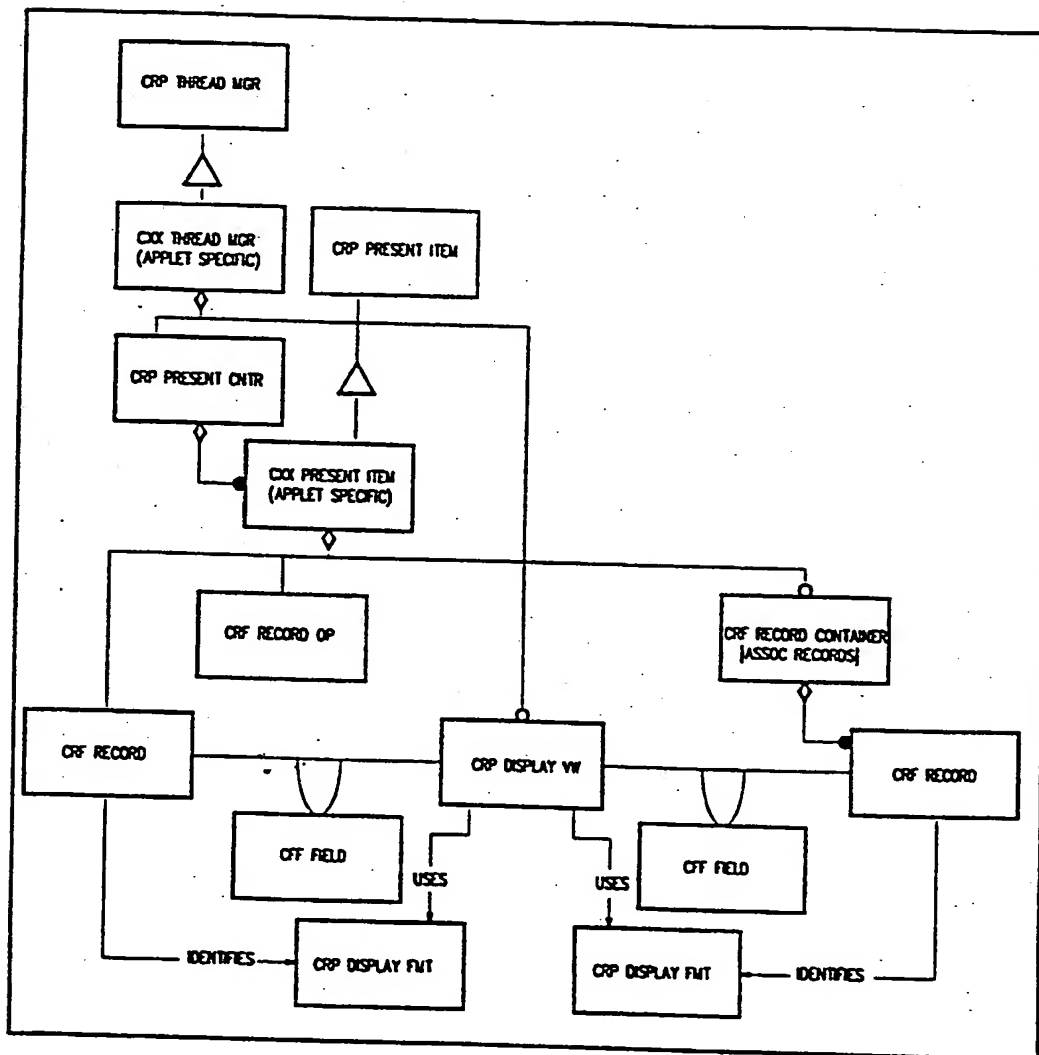 CRP THREAD MGR
CXX THREAD MGR
(APPLET SPECIFIC)
CRP PRESENT ITEM
CRP PRESENT CNTR
CXX PRESENT ITEM
(APPLET SPECIFIC)
CRF RECORD OP
CRF RECORD CONTAINER
|ASSOC RECORDS|
CRF RECORD
CRP DISPLAY VW
CRF RECORD
CFF FIELD
CFF FIELD
USES
USES
IDENTIFIES
CRP DISPLAY FMT
CRP DISPLAY FMT
IDENTIFIES